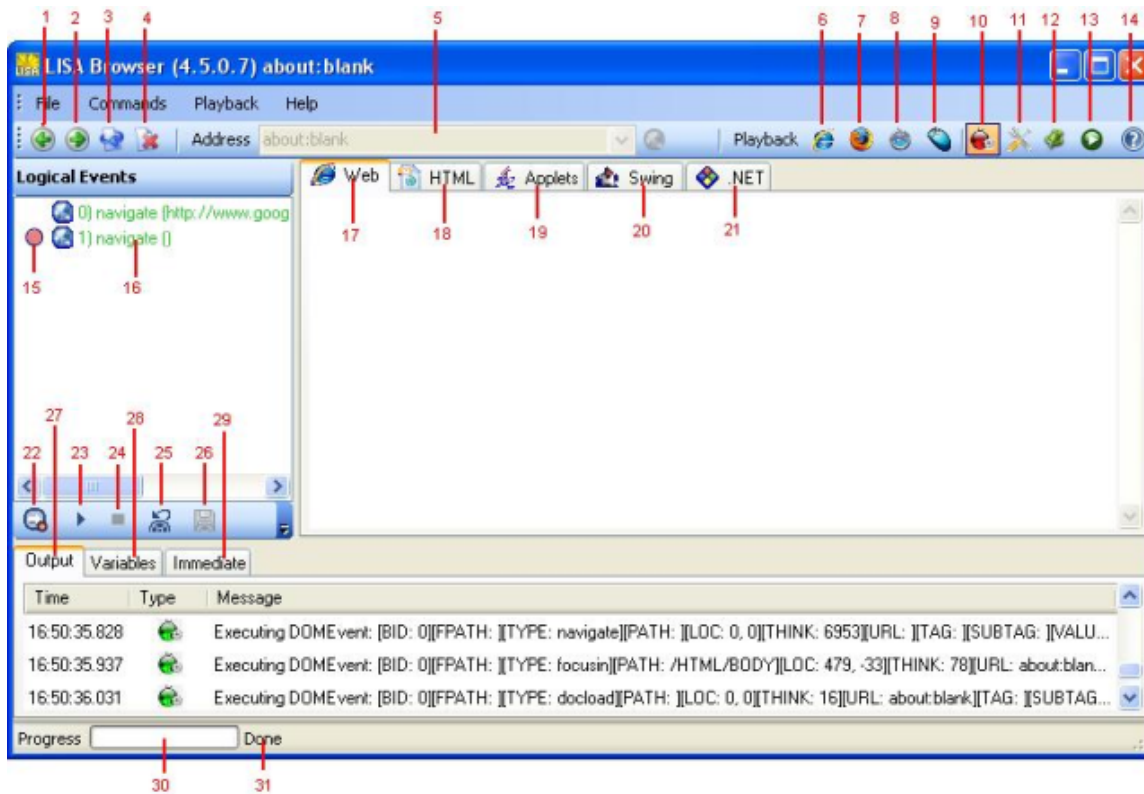 1 2 3 4 5 6 7 8 9 10 11 12 13 14
LISA Browser (4.5.0.7) about:blank
File Commands Playback Help
Address about:blank Playback
Logical Events
Web HTML Applets Swing .NET
0) navigate (http://www.goog
1) navigate ()
17 18 19 20 21
15 16
27 28 29
22 23 24 25 26
Output Variables Immediate
Time Type Message
16:50:35.828 Executing DOMEvent: [BID: 0][FPATH: ][TYPE: navigate][PATH: ][LOC: 0, 0][THINK: 6953][URL: ][TAG: ][SUBTAG: ][VALU...
16:50:35.937 Executing DOMEvent: [BID: 0][FPATH: ][TYPE: focusin][PATH: /HTML/BODY][LOC: 479, -33][THINK: 78][URL: about:blan...
16:50:36.031 Executing DOMEvent: [BID: 0][FPATH: ][TYPE: docload][PATH: ][LOC: 0, 0][THINK: 16][URL: about:blank][TAG: ][SUBTAG...
Progress Done
30 31